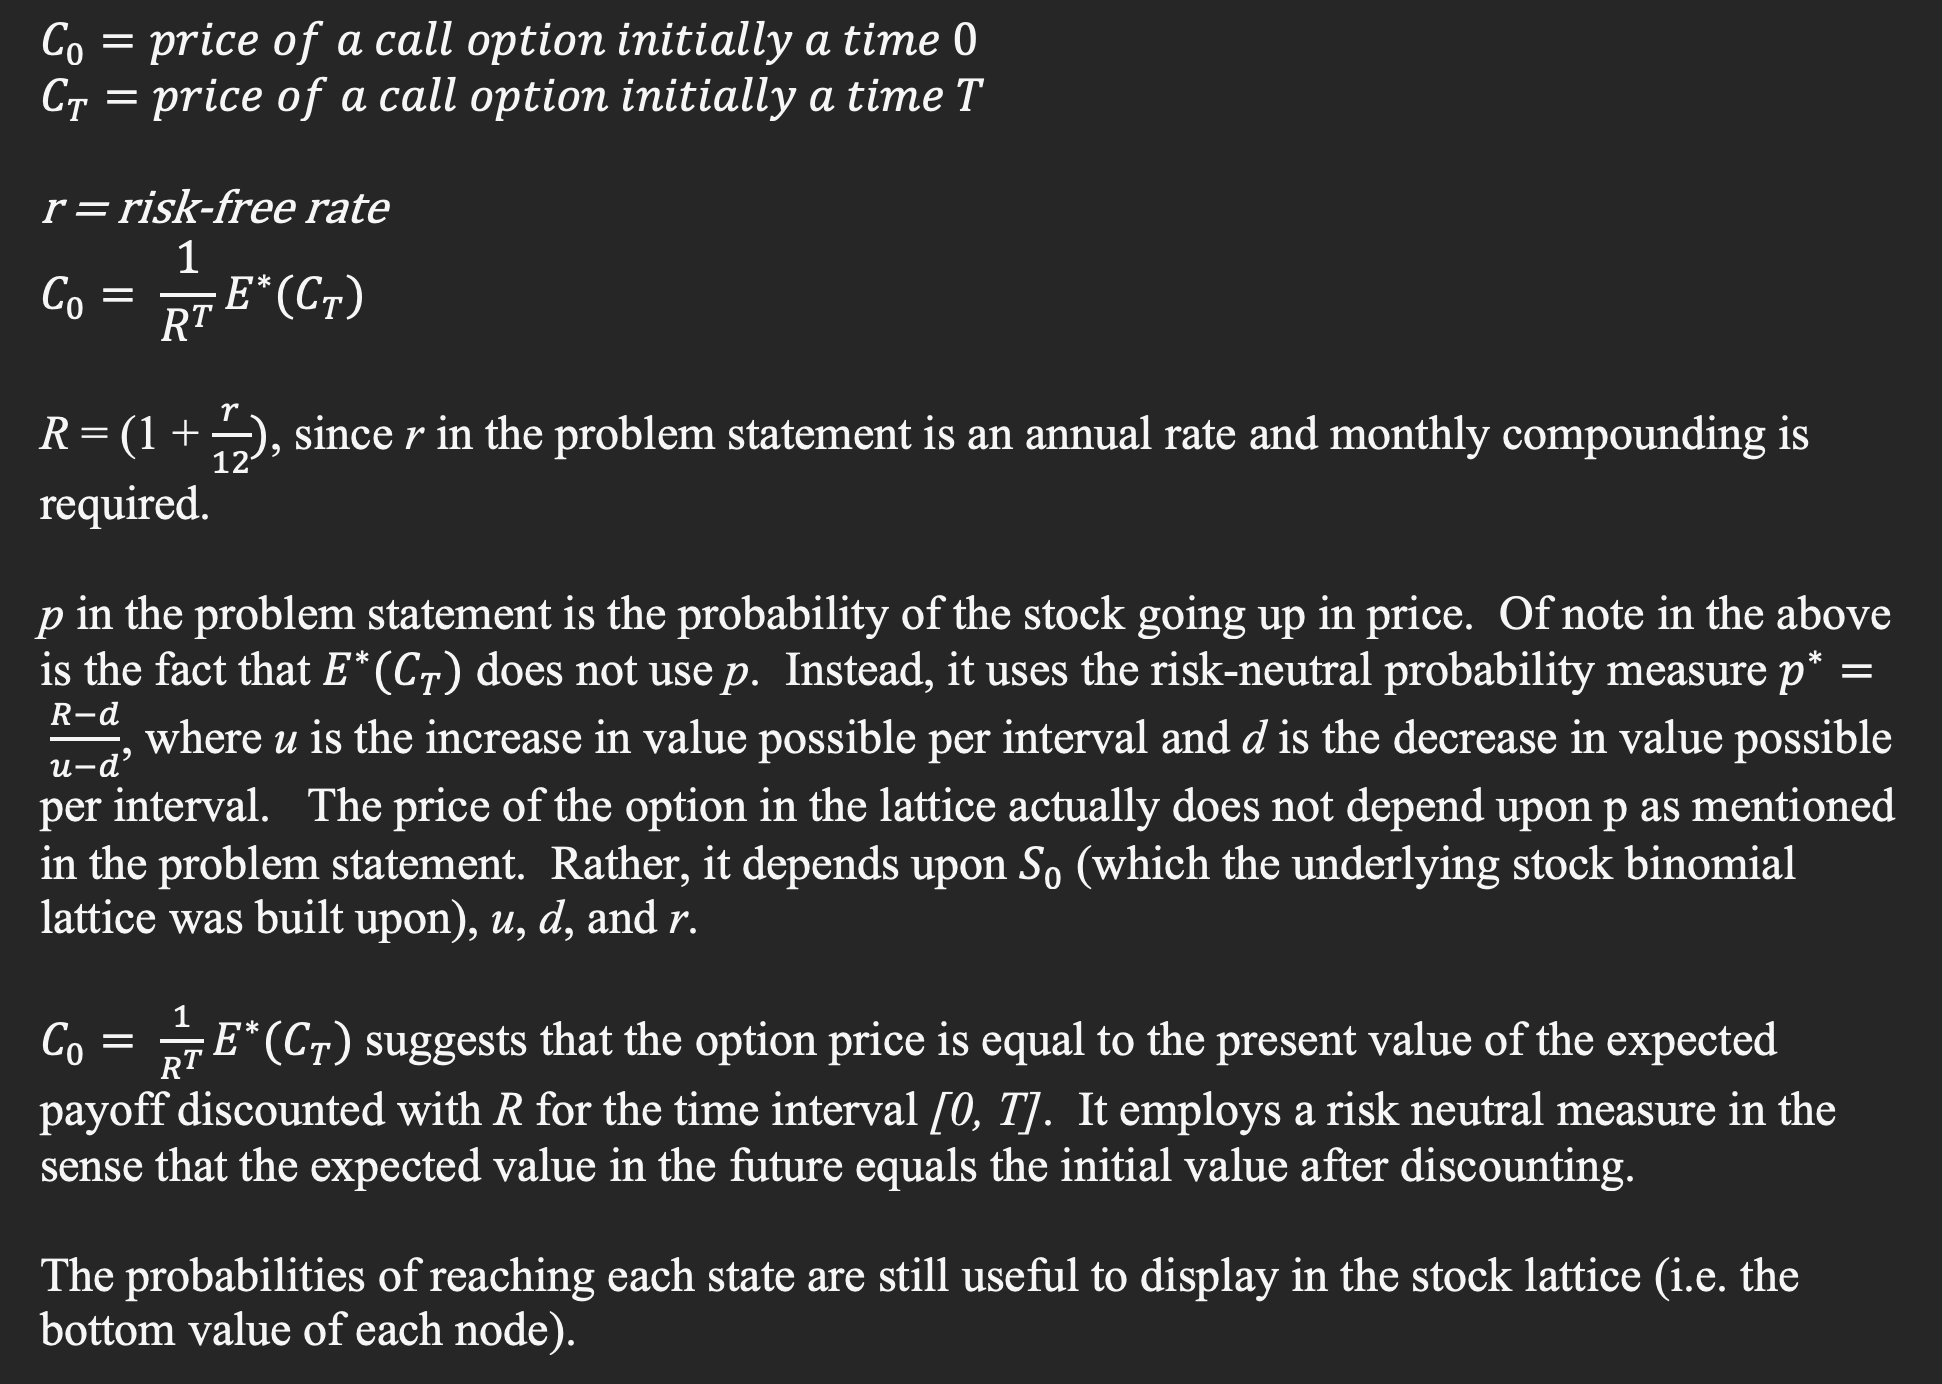 C₀ = price of a call option initially a time 0
C_T = price of a call option initially a time T
r = risk-free rate
C₀ = 1/R^T E*(C_T)
R = (1 + r/12), since r in the problem statement is an annual rate and monthly compounding is
required.
p in the problem statement is the probability of the stock going up in price. Of note in the above
is the fact that E*(C_T) does not use p. Instead, it uses the risk-neutral probability measure p* =
R−d/u−d, where u is the increase in value possible per interval and d is the decrease in value possible
per interval. The price of the option in the lattice actually does not depend upon p as mentioned
in the problem statement. Rather, it depends upon S₀ (which the underlying stock binomial
lattice was built upon), u, d, and r.
C₀ = 1/R^T E*(C_T) suggests that the option price is equal to the present value of the expected
payoff discounted with R for the time interval [0, T]. It employs a risk neutral measure in the
sense that the expected value in the future equals the initial value after discounting.
The probabilities of reaching each state are still useful to display in the stock lattice (i.e. the
bottom value of each node).